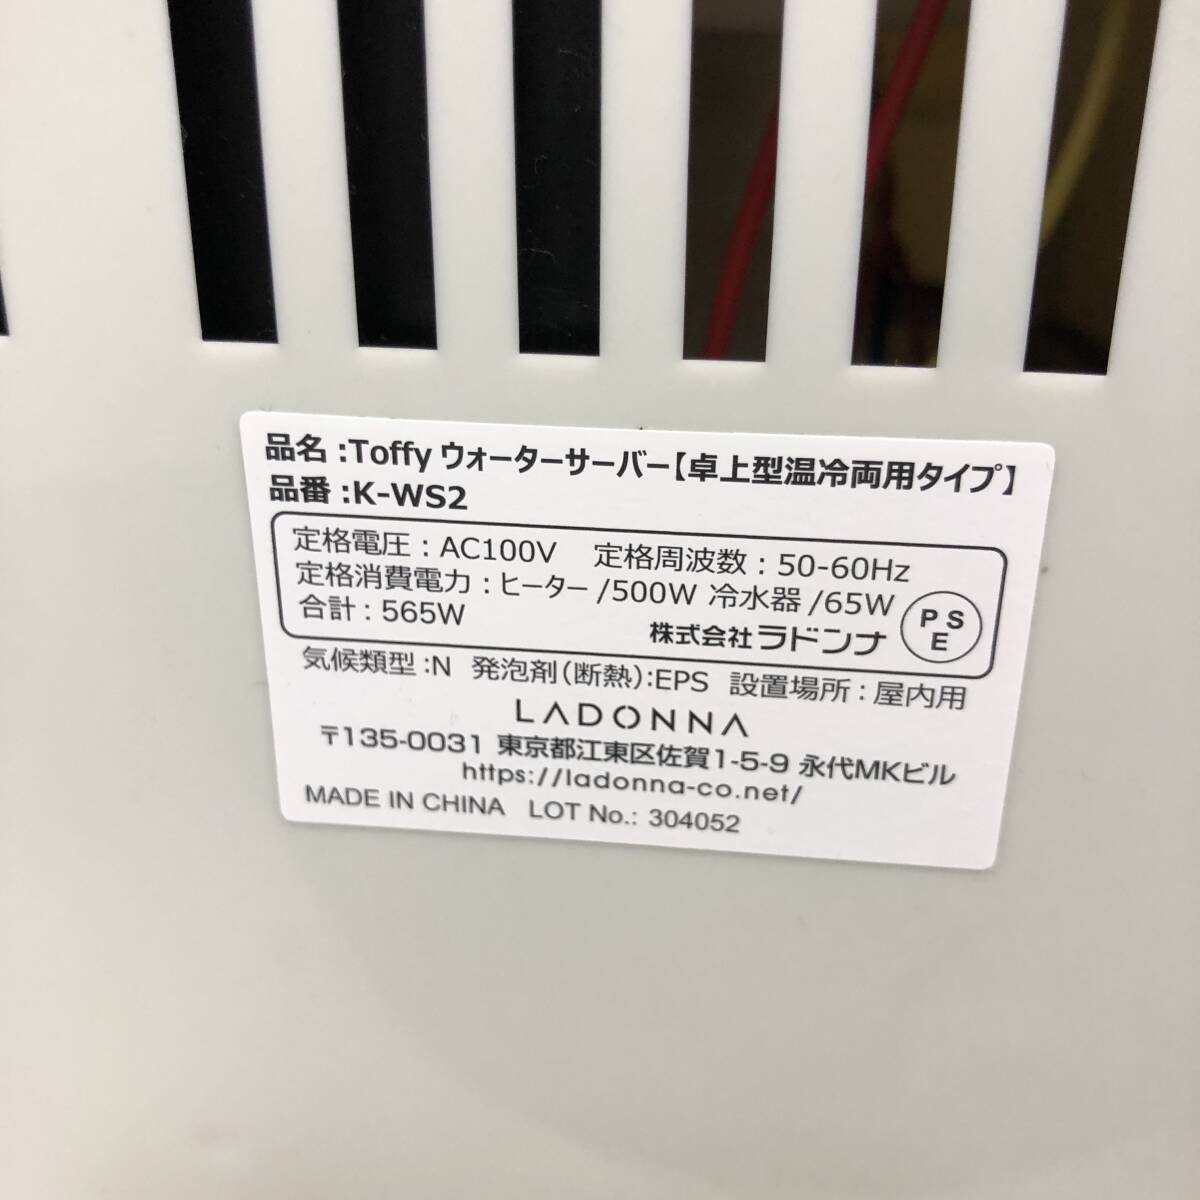 品名:Toffy ウォーターサーバー【卓上型温冷両用タイプ】
品番:K-WS2
定格電圧:AC100V 定格周波数:50-60Hz
定格消費電力:ヒーター/500W 冷水器/65W
合計:565W
株式会社ラドンナ
PS
E
気候類型:N 発泡剤(断熱):EPS 設置場所:屋内用
LADONNA
〒135-0031 東京都江東区佐賀1-5-9 永代MKビル
https://ladonna-co.net/
MADE IN CHINA LOT No.: 304052